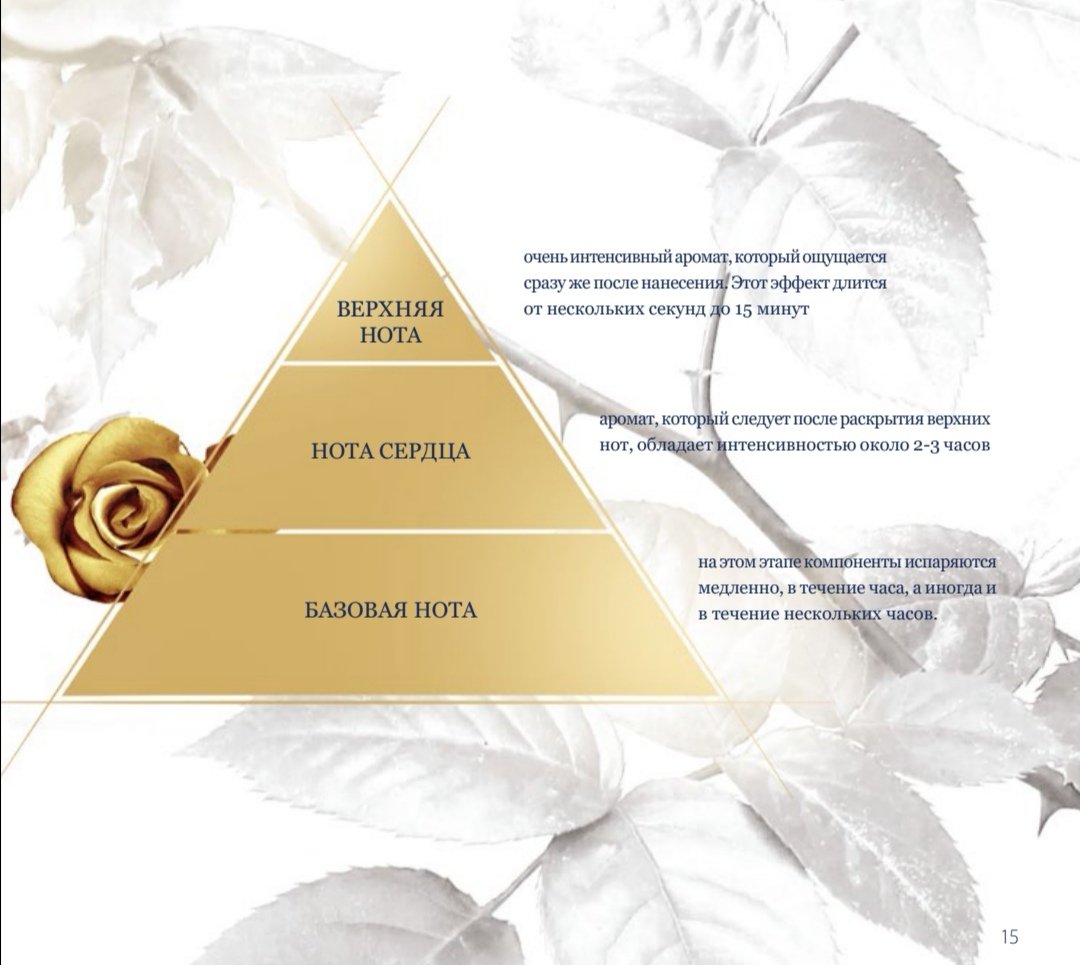 ВЕРХНЯЯ
НОТА
очень интенсивный аромат, который ощущается
сразу же после нанесения. Этот эффект длится
от нескольких секунд до 15 минут
НОТА СЕРДЦА
аромат, который следует после раскрытия верхних
нот, обладает интенсивностью около 2-3 часов
БАЗОВАЯ НОТА
на этом этапе компоненты испаряются
медленно, в течение часа, а иногда и
в течение нескольких часов.
15